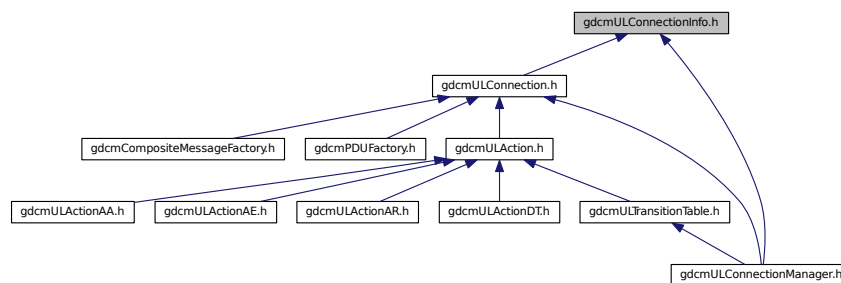 gdcmULConnectionInfo.h
gdcmULConnection.h
gdcmCompositeMessageFactory.h
gdcmPDUFactory.h
gdcmULAction.h
gdcmULActionAA.h
gdcmULActionAE.h
gdcmULActionAR.h
gdcmULActionDT.h
gdcmULTransitionTable.h
gdcmULConnectionManager.h